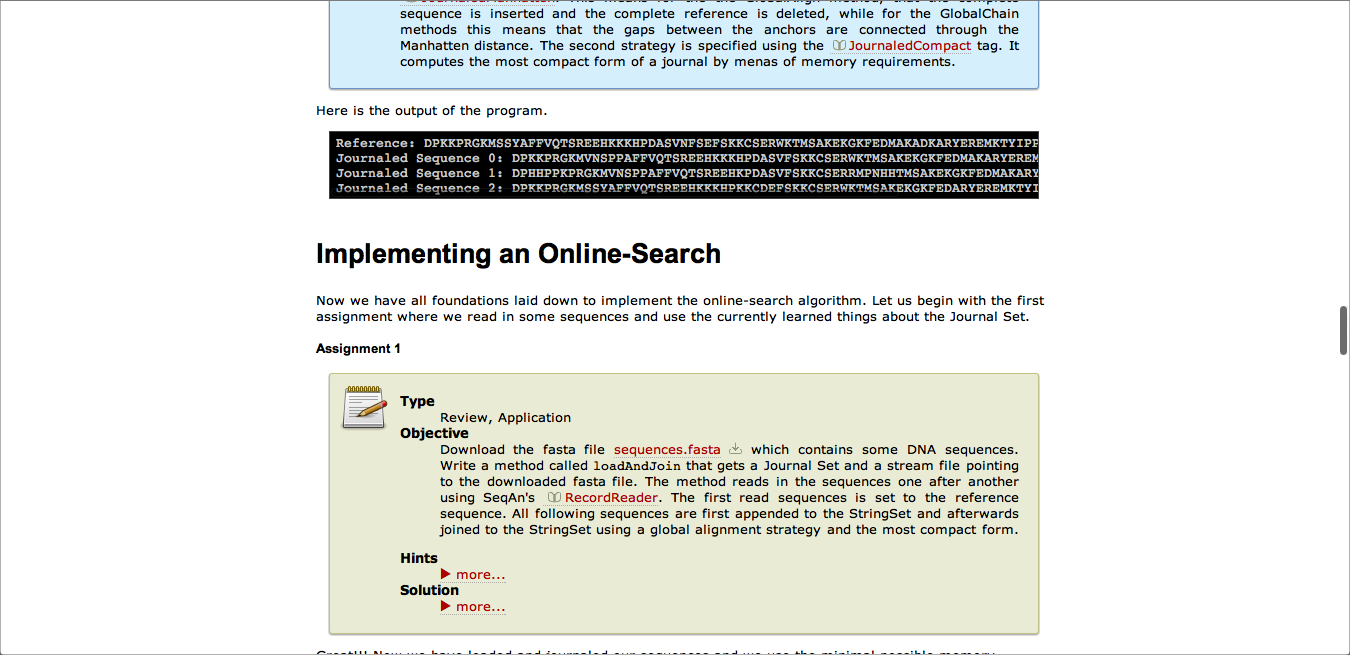 sequence is inserted and the complete reference is deleted, while for the GlobalChain
methods this means that the gaps between the anchors are connected through the
Manhatten distance. The second strategy is specified using the JournaledCompact tag. It
computes the most compact form of a journal by menas of memory requirements.
Here is the output of the program.
Reference: DPKKPRGKMSSYAFFVQTSREEHKKKHPDASVNFSEFSKKCSERWKTMSAKEKGKFEDMAKADKARYEREMKTYIPP
Journaled Sequence 0: DPKKPRGKMVNSPPAFFVQTSREEHKKKHPDASVFSKKCSERWKTMSAKEKGKFEDMAKARYEREM
Journaled Sequence 1: DPHHPPKPRGKMVNSPPAFFVQTSREEHKPDASVFSKKCSERRMPNHHTMSAKEKGKFEDMAKARY
Journaled Sequence 2: DPKKPRGKMSSYAFFVQTSREEHKKKHPKKCDEFSKKCSERWKTMSAKEKGKFEDARYEREMKTYI
Implementing an Online-Search
Now we have all foundations laid down to implement the online-search algorithm. Let us begin with the first
assignment where we read in some sequences and use the currently learned things about the Journal Set.
Assignment 1
Type
Review, Application
Objective
Download the fasta file sequences.fasta which contains some DNA sequences.
Write a method called loadAndJoin that gets a Journal Set and a stream file pointing
to the downloaded fasta file. The method reads in the sequences one after another
using SeqAn's RecordReader. The first read sequences is set to the reference
sequence. All following sequences are first appended to the StringSet and afterwards
joined to the StringSet using a global alignment strategy and the most compact form.
Hints
more...
Solution
more...